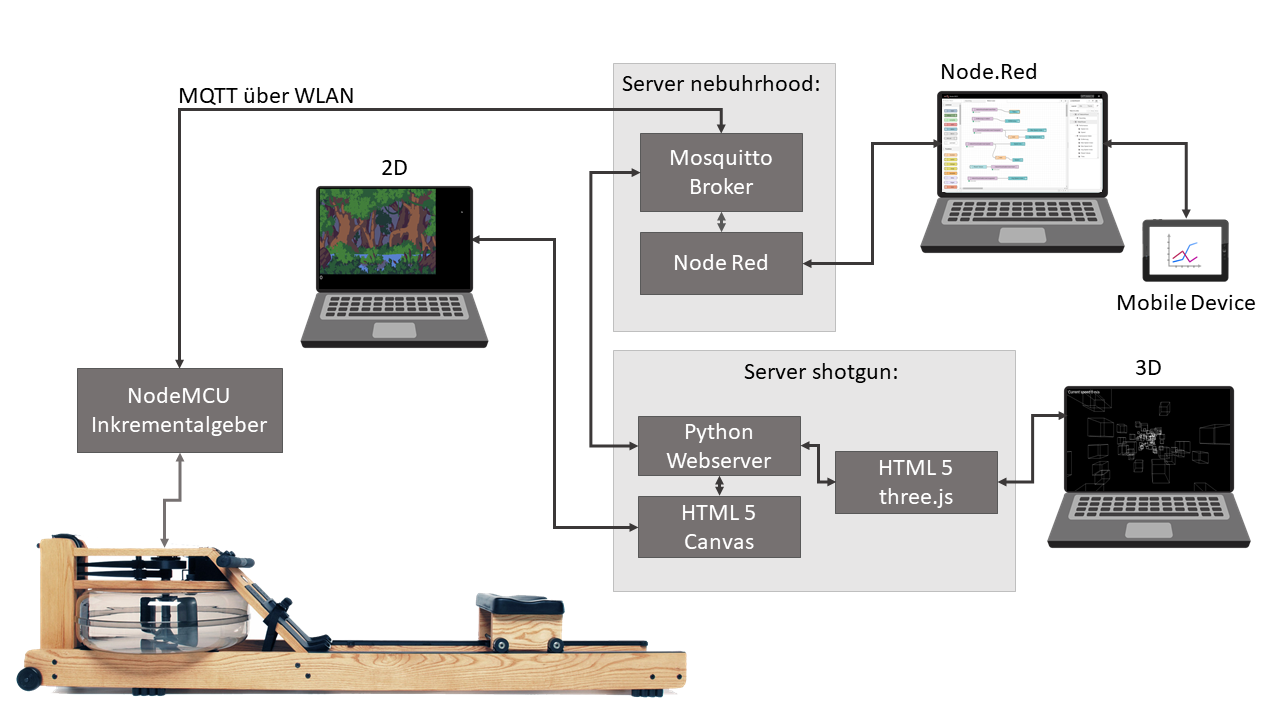 MQTT über WLAN
2D
Server nebuhrhood:
Mosquitto
Broker
Node Red
Node.Red
Mobile Device
NodeMCU
Inkrementalgeber
Server shotgun:
Python
Webserver
HTML 5
Canvas
HTML 5
three.js
3D